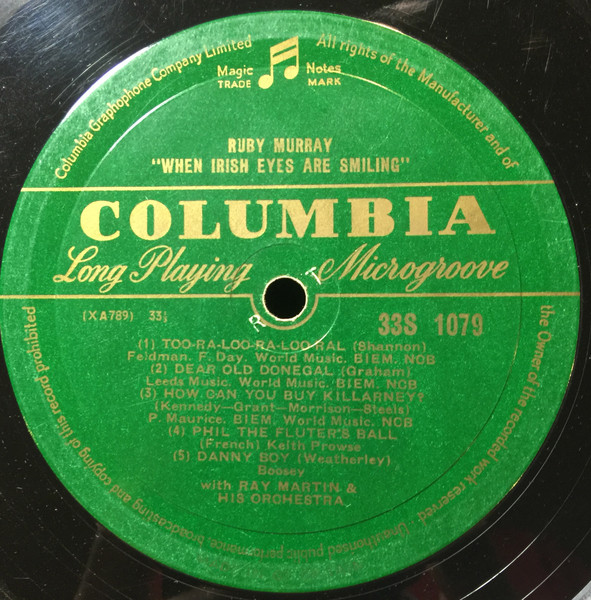 Columbia Graphophone Company Limited
All rights of the Manufacturer and of
the Owner of the recorded work reserved
Unauthorised public performance, broadcasting and copying of this record prohibited
Magic Notes
TRADE MARK
RUBY MURRAY
"WHEN IRISH EYES ARE SMILING"
COLUMBIA
Long Playing Microgroove
R T
(XA789) 33⅓
33S 1079
(1) TOO-RA-LOO-RA-LOO-RAL (Shannon)
Feldman. F. Day. World Music. BIEM. NCB
(2) DEAR OLD DONEGAL (Graham)
Leeds Music. World Music. BIEM. NCB
(3) HOW CAN YOU BUY KILLARNEY?
(Kennedy—Grant—Morrison—Steels)
P. Maurice. BIEM. World Music. NCB
(4) PHIL THE FLUTER'S BALL
(French) Keith Prowse
(5) DANNY BOY (Weatherley)
Boosey
with RAY MARTIN &
HIS ORCHESTRA